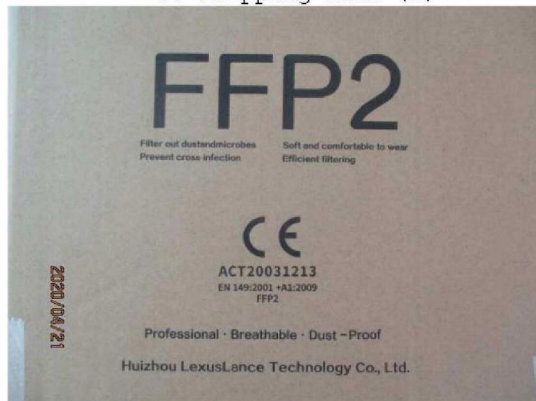 FFP2
Filter out dustandmicrobes Soft and comfortable to wear
Prevent cross infection Efficient filtering
CE
ACT20031213
EN 149:2001 +A1:2009
FFP2
2020/04/21
Professional · Breathable · Dust-Proof
Huizhou LexusLance Technology Co., Ltd.